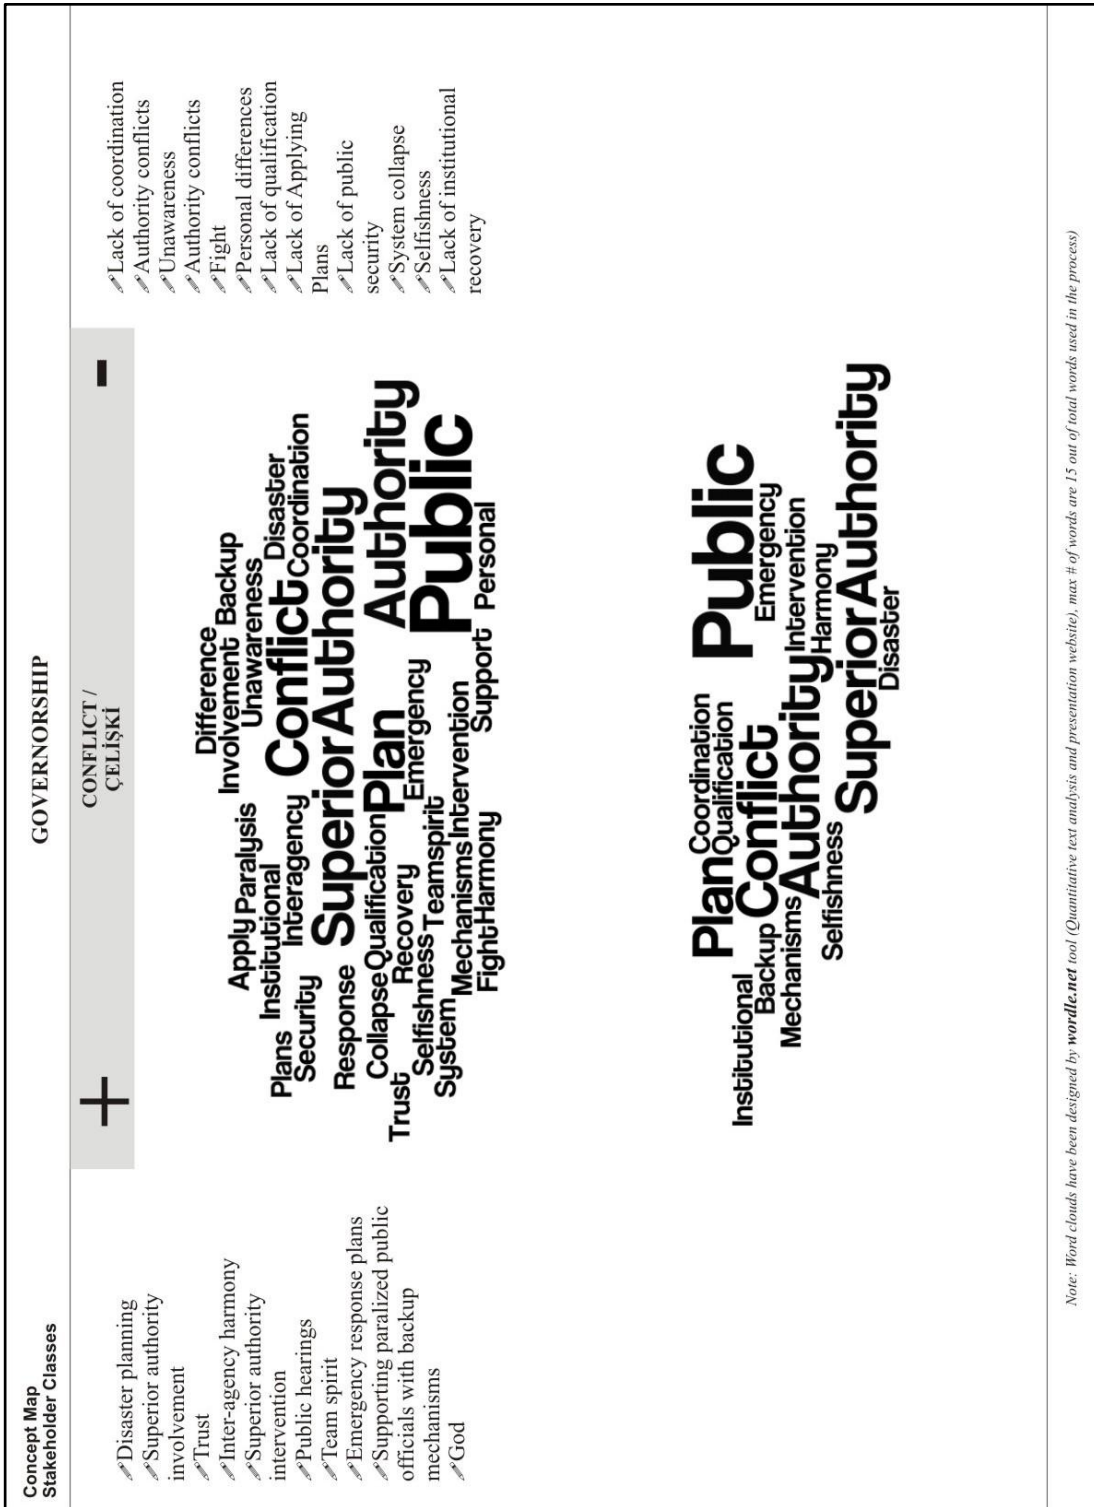 Concept Map
Stakeholder Classes
GOVERNORSHIP
+
CONFLICT /
ÇELİŞKİ
-
Disaster planning
Superior authority
involvement
Trust
Inter-agency harmony
Superior authority
intervention
Public hearings
Team spirit
Emergency response plans
Supporting paralized public
officials with backup
mechanisms
God
Difference
Involvement Backup
Apply Paralysis Unawareness
Institutional Conflict Disaster
Plans Interagency Coordination
Security SuperiorAuthority
Response Qualification Plan Authority
Collapse Recovery Emergency Public
Trust Selfishness Teamspirit
System Mechanisms Intervention
Fight Harmony Support Personal
Plan Coordination Public
Qualification
Institutional Conflict Emergency
Backup Authority Intervention
Mechanisms Harmony
Selfishness SuperiorAuthority
Disaster
Lack of coordination
Authority conflicts
Unawareness
Authority conflicts
Fight
Personal differences
Lack of qualification
Lack of Applying
Plans
Lack of public
security
System collapse
Selfishness
Lack of institutional
recovery
Note: Word clouds have been designed by wordle.net tool (Quantitative text analysis and presentation website), max # of words are 15 out of total words used in the process)